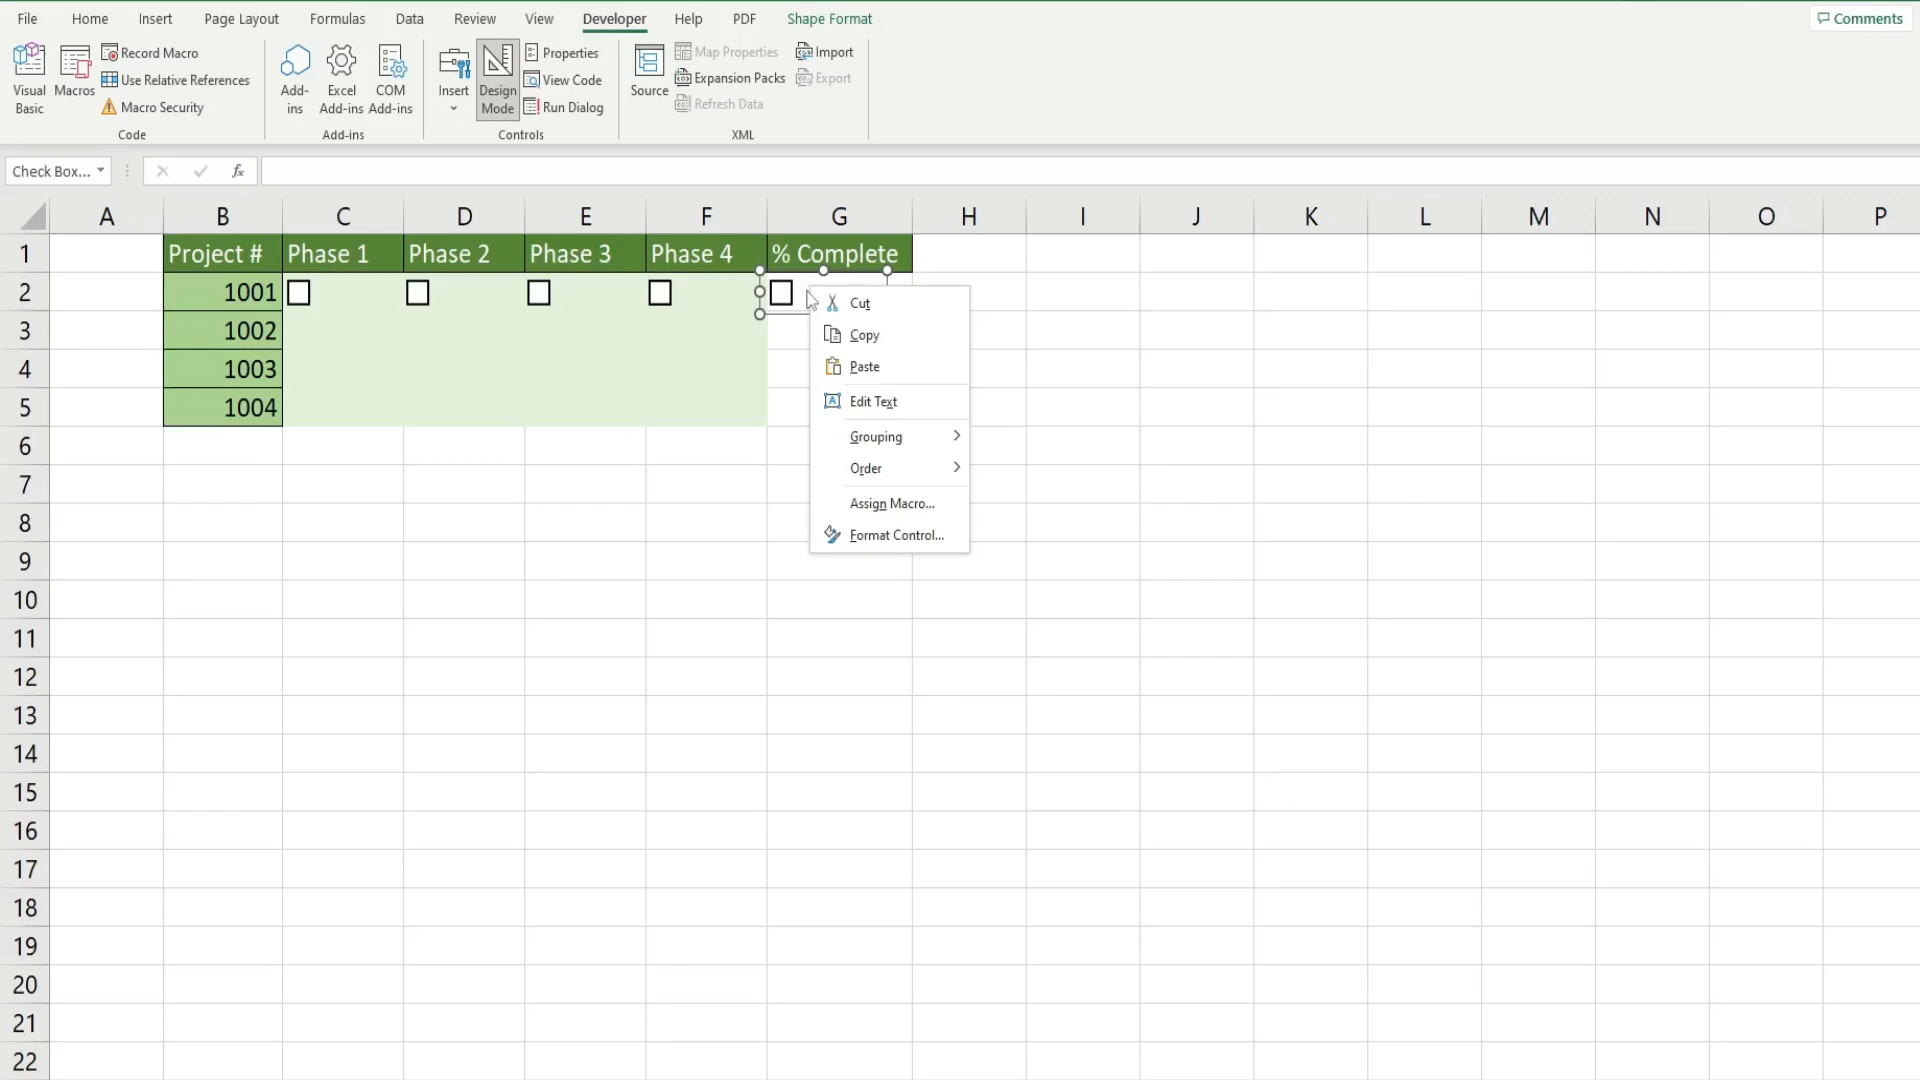 File Home Insert Page Layout Formulas Data Review View Developer Help PDF Shape Format Comments
Visual Basic
Macros
Record Macro
Use Relative References
Macro Security
Code
Add-ins
Excel Add-ins
COM Add-ins
Add-ins
Insert
Design Mode
Properties
View Code
Run Dialog
Controls
Source
Map Properties
Expansion Packs
Refresh Data
Import
Export
XML
Check Box... fx
A B C D E F G H I J K L M N O P
1 Project # Phase 1 Phase 2 Phase 3 Phase 4 % Complete
2 1001
3 1002
4 1003
5 1004
6
7
8
9
10
11
12
13
14
15
16
17
18
19
20
21
22
Cut
Copy
Paste
Edit Text
Grouping
Order
Assign Macro...
Format Control...